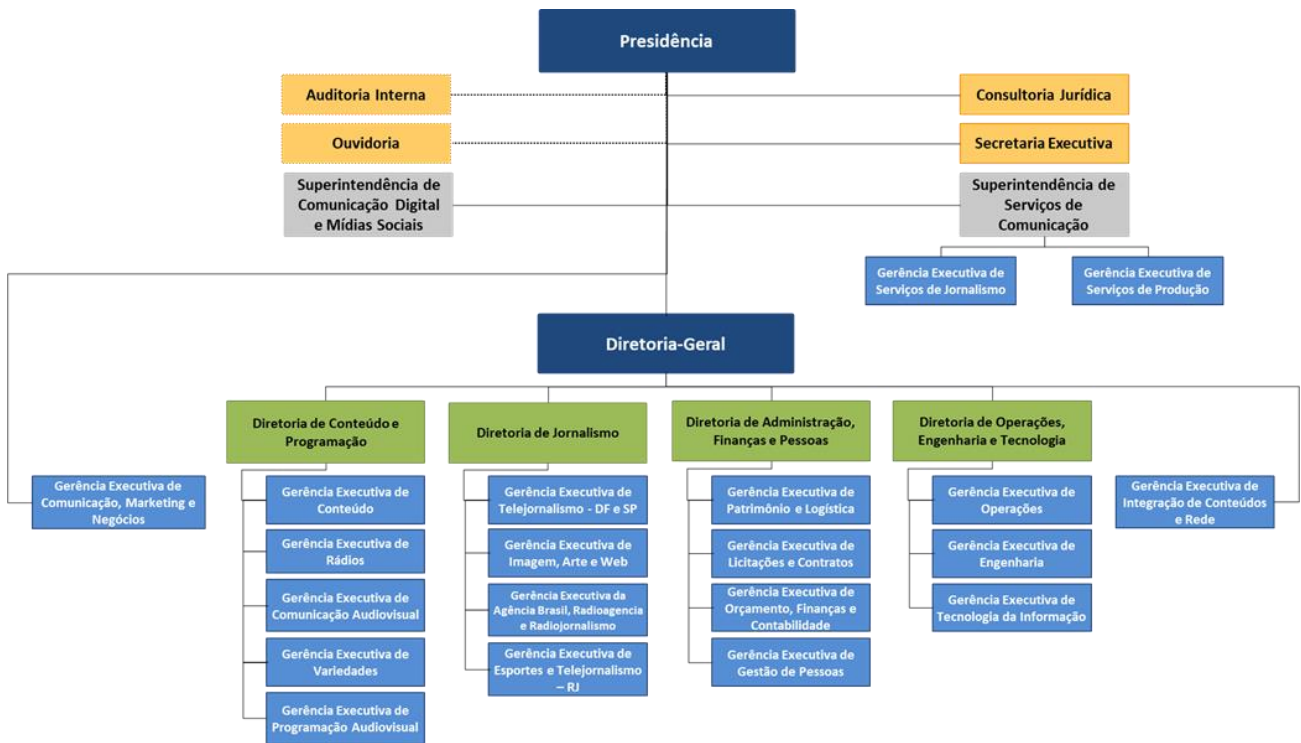 Presidência
Auditoria Interna
Consultoria Jurídica
Ouvidoria
Secretaria Executiva
Superintendência de
Comunicação Digital
e Mídias Sociais
Superintendência de
Serviços de
Comunicação
Gerência Executiva de
Serviços de Jornalismo
Gerência Executiva de
Serviços de Produção
Diretoria-Geral
Diretoria de Conteúdo e
Programação
Diretoria de Jornalismo
Diretoria de Administração,
Finanças e Pessoas
Diretoria de Operações,
Engenharia e Tecnologia
Gerência Executiva de
Comunicação, Marketing e
Negócios
Gerência Executiva de
Conteúdo
Gerência Executiva de
Rádios
Gerência Executiva de
Comunicação Audiovisual
Gerência Executiva de
Variedades
Gerência Executiva de
Programação Audiovisual
Gerência Executiva de
Telejornalismo - DF e SP
Gerência Executiva de
Imagem, Arte e Web
Gerência Executiva da
Agência Brasil, Radioagencia
e Radiojornalismo
Gerência Executiva de
Esportes e Telejornalismo
– RJ
Gerência Executiva de
Patrimônio e Logística
Gerência Executiva de
Licitações e Contratos
Gerência Executiva de
Orçamento, Finanças e
Contabilidade
Gerência Executiva de
Gestão de Pessoas
Gerência Executiva de
Operações
Gerência Executiva de
Engenharia
Gerência Executiva de
Tecnologia da Informação
Gerência Executiva de
Integração de Conteúdos
e Rede